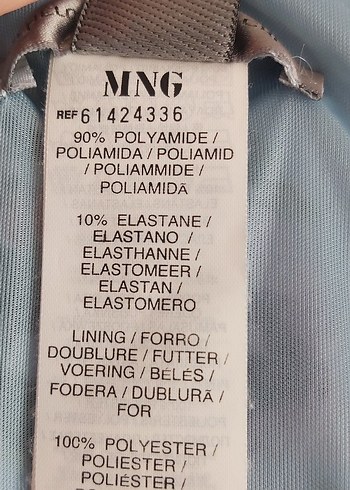 MNG
REF 61424336
90% POLYAMIDE /
POLIAMIDA / POLIAMID
/ POLIAMMIDE /
POLIAMIDĂ
10% ELASTANE /
ELASTANO /
ELASTHANNE /
ELASTOMEER /
ELASTAN /
ELASTOMERO
LINING / FORRO /
DOUBLURE / FUTTER /
VOERING / BÉLÉS /
FODERA / DUBLURĂ /
FOR
100% POLYESTER /
POLIESTER /
POLIÉSTER /